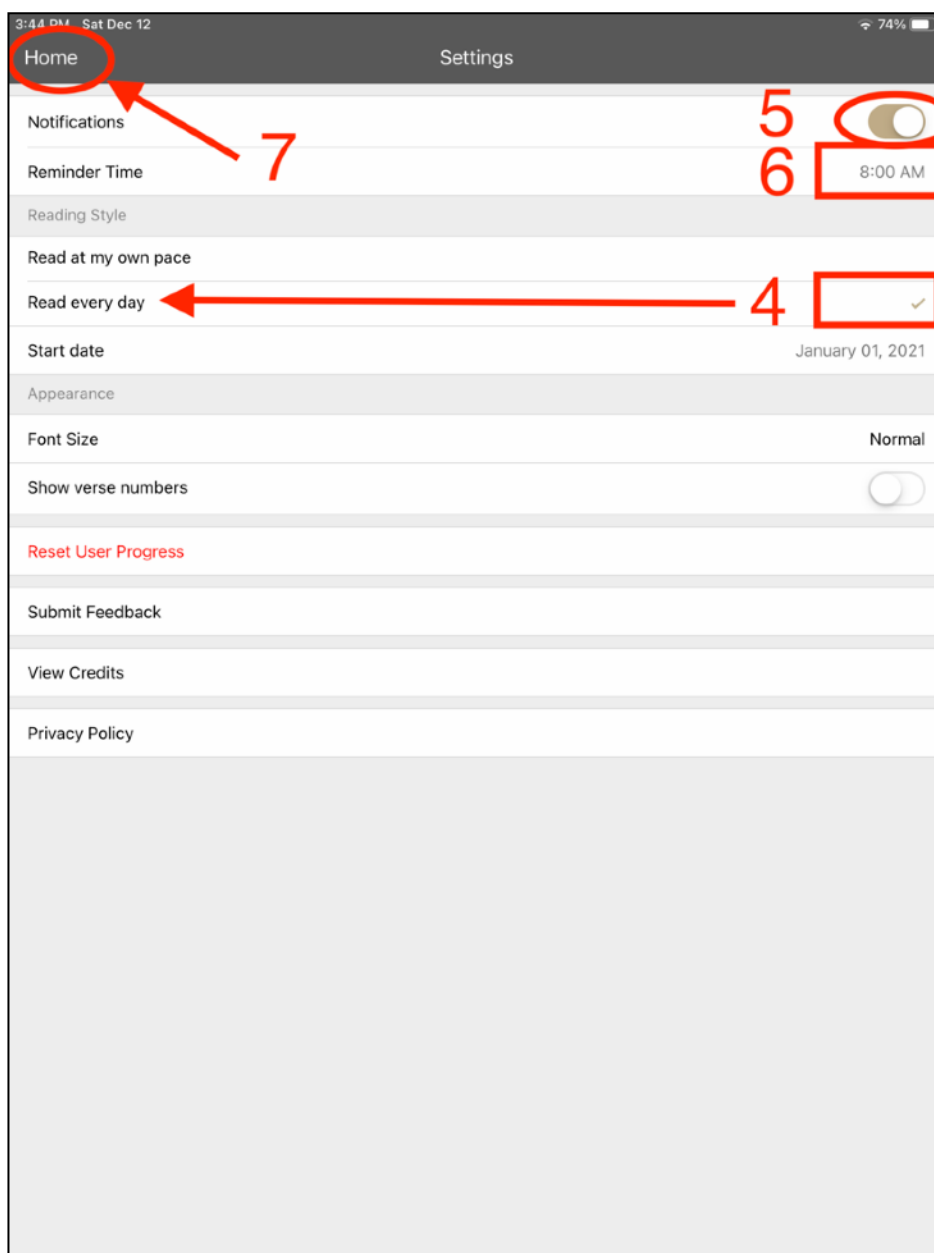 3:44 PM Sat Dec 12 74%
Home Settings
Notifications 5
7
Reminder Time 6 8:00 AM
Reading Style
Read at my own pace
Read every day 4
Start date January 01, 2021
Appearance
Font Size Normal
Show verse numbers
Reset User Progress
Submit Feedback
View Credits
Privacy Policy